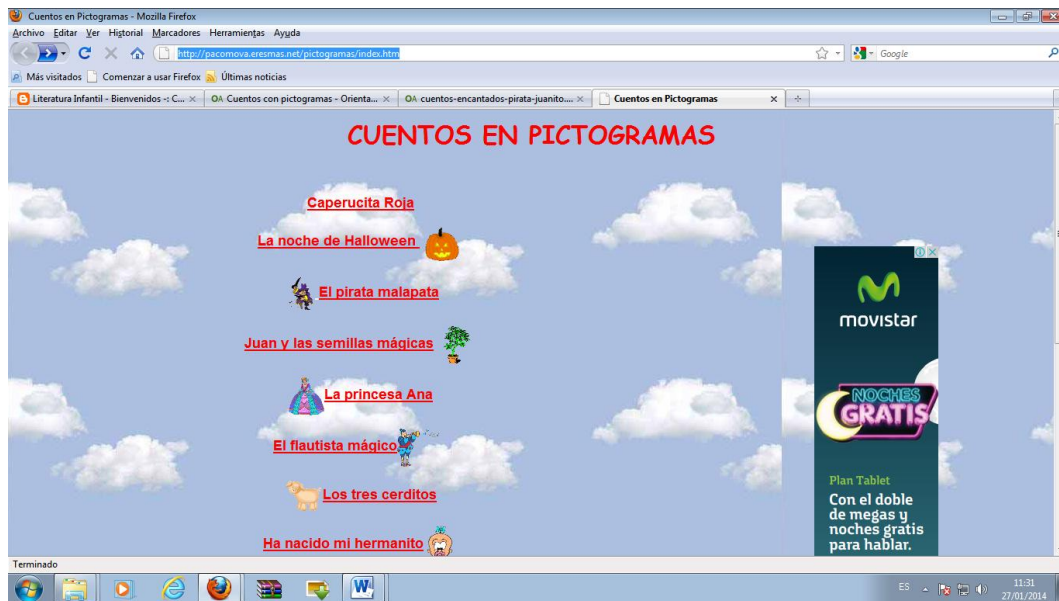 Cuentos en Pictogramas - Mozilla Firefox
Archivo Editar Ver Historial Marcadores Herramientas Ayuda
http://pacomova.eresmas.net/pictogramas/index.htm
Google
Más visitados Comenzar a usar Firefox Últimas noticias
Literatura Infantil - Bienvenidos -: C... OA Cuentos con pictogramas - Orienta... OA cuentos-encantados-pirata-juanito.... Cuentos en Pictogramas
CUENTOS EN PICTOGRAMAS
Caperucita Roja
La noche de Halloween
El pirata malapata
Juan y las semillas mágicas
La princesa Ana
El flautista mágico
Los tres cerditos
Ha nacido mi hermanito
movistar
NOCHES
GRATIS
Plan Tablet
Con el doble
de megas y
noches gratis
para hablar.
Terminado
ES
11:31
27/01/2014